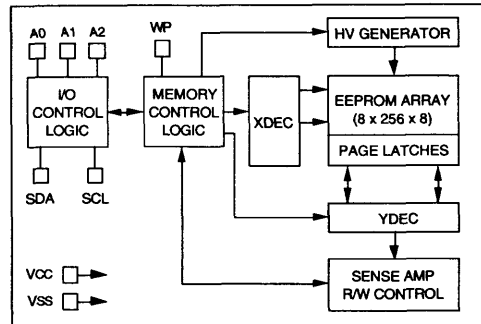 A0 A1 A2
WP
HV GENERATOR
I/O
CONTROL
LOGIC
MEMORY
CONTROL
LOGIC
XDEC
EEPROM ARRAY
(8 x 256 x 8)
PAGE LATCHES
SDA SCL
YDEC
VCC
VSS
SENSE AMP
R/W CONTROL